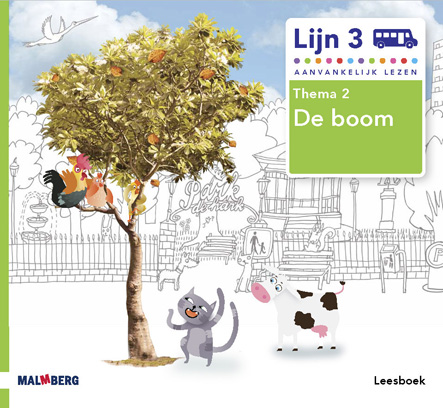 Lijn 3
AANVANKELIJK LEZEN
Thema 2
De boom
MALMBERG
Leesboek